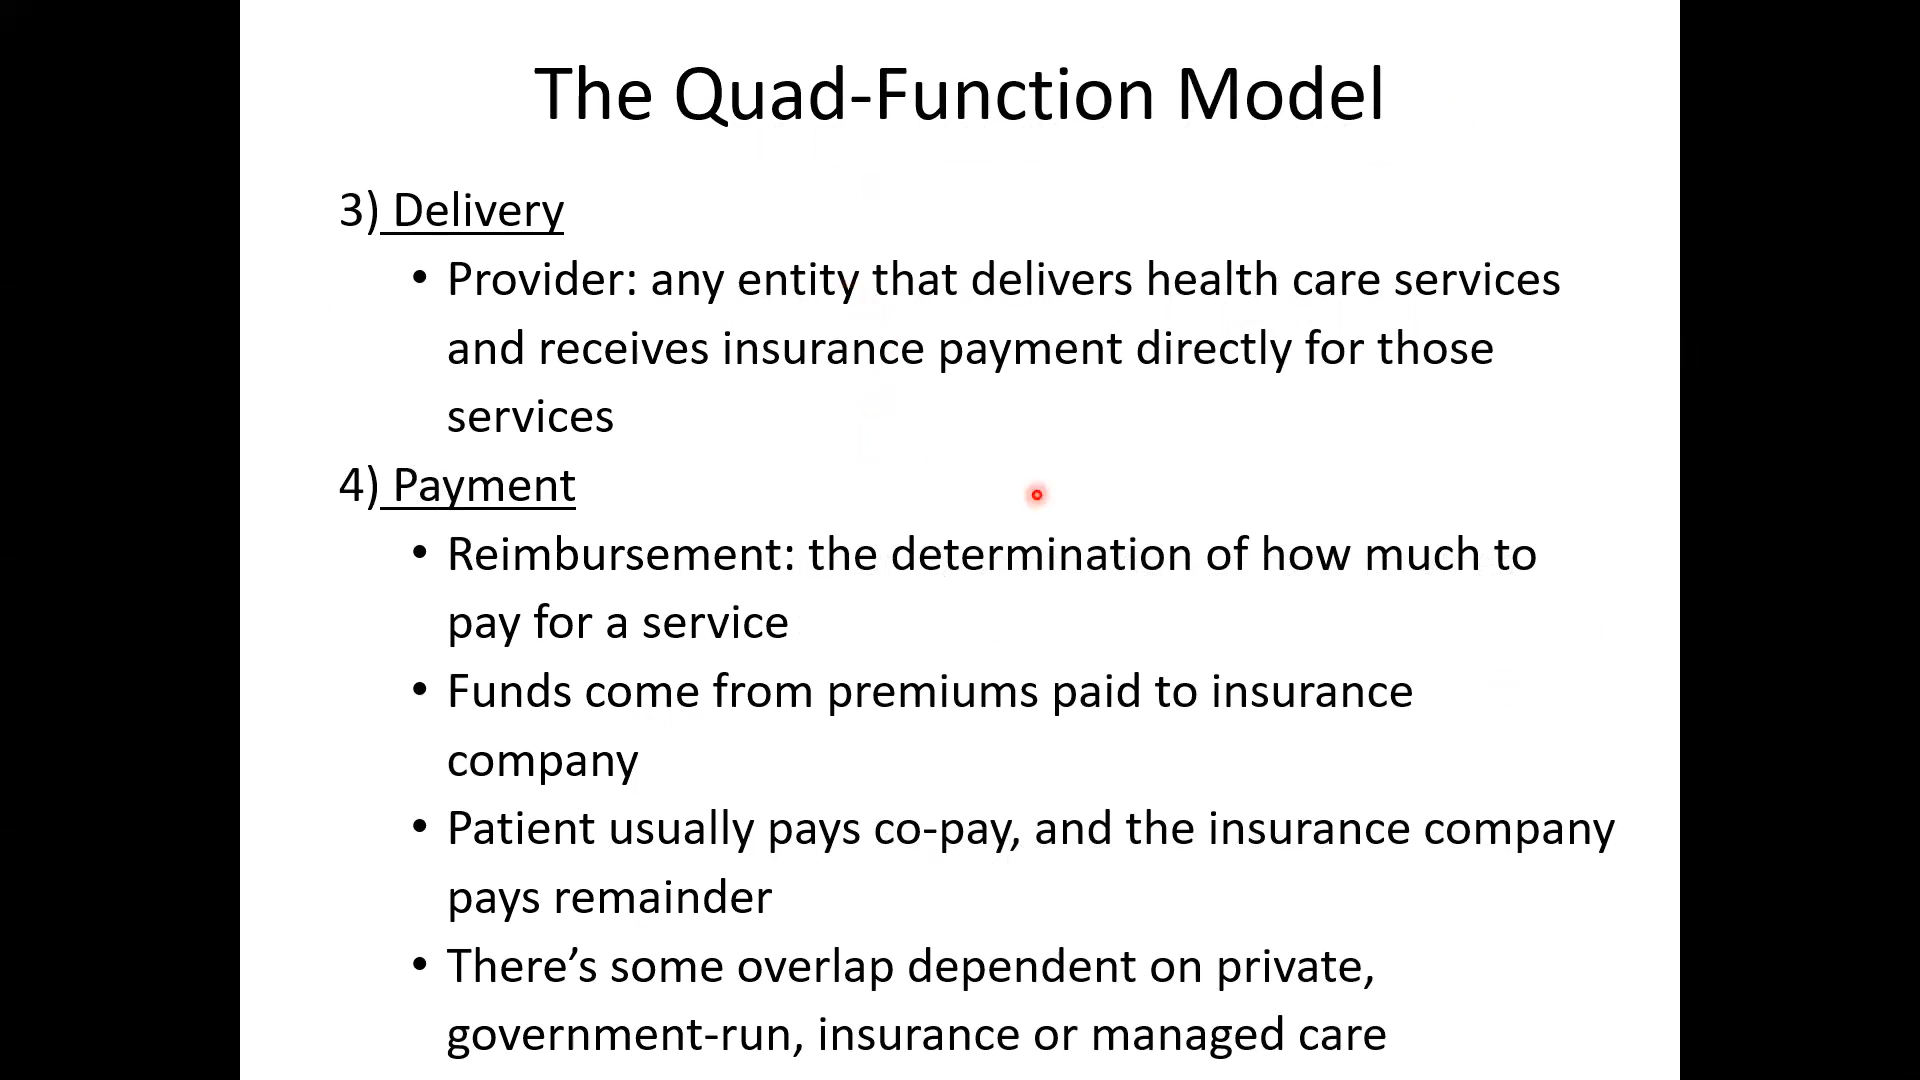 The Quad-Function Model
3) Delivery
• Provider: any entity that delivers health care services
and receives insurance payment directly for those
services
4) Payment
• Reimbursement: the determination of how much to
pay for a service
• Funds come from premiums paid to insurance
company
• Patient usually pays co-pay, and the insurance company
pays remainder
• There’s some overlap dependent on private,
government-run, insurance or managed care